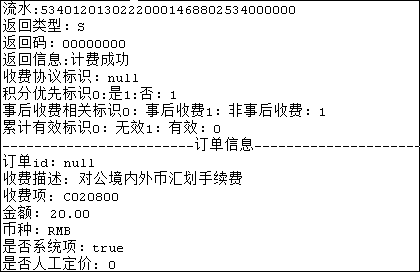 流水:53401201302220001468802534000000
返回类型: S
返回码: 00000000
返回信息:计费成功
收费协议标识: null
积分优先标识0:是1:否: 1
事后收费相关标识0: 事后收费1: 非事后收费: 1
累计有效标识0: 无效1: 有效: 0
------------------------订单信息------------------------
订单id: null
收费描述: 对公境内外币汇划手续费
收费项: C020800
金额: 20.00
币种: RMB
是否系统项: true
是否人工定价: 0